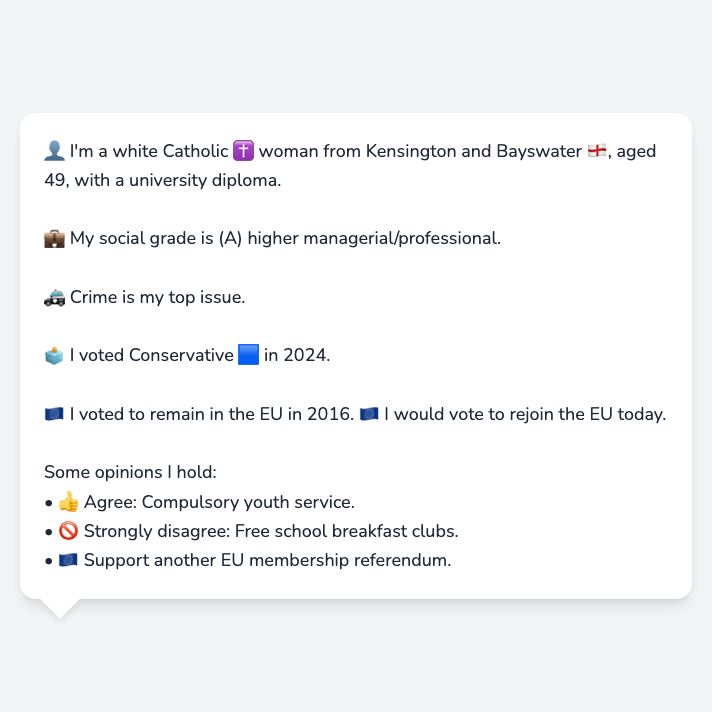 👤 I'm a white Catholic ✝️ woman from Kensington and Bayswater 🏴󠁧󠁢󠁥󠁮󠁧󠁿, aged
49, with a university diploma.
💼 My social grade is (A) higher managerial/professional.
🚓 Crime is my top issue.
🗳️ I voted Conservative 🟦 in 2024.
🇪🇺 I voted to remain in the EU in 2016. 🇪🇺 I would vote to rejoin the EU today.
Some opinions I hold:
• 👍 Agree: Compulsory youth service.
• 🚫 Strongly disagree: Free school breakfast clubs.
• 🇪🇺 Support another EU membership referendum.